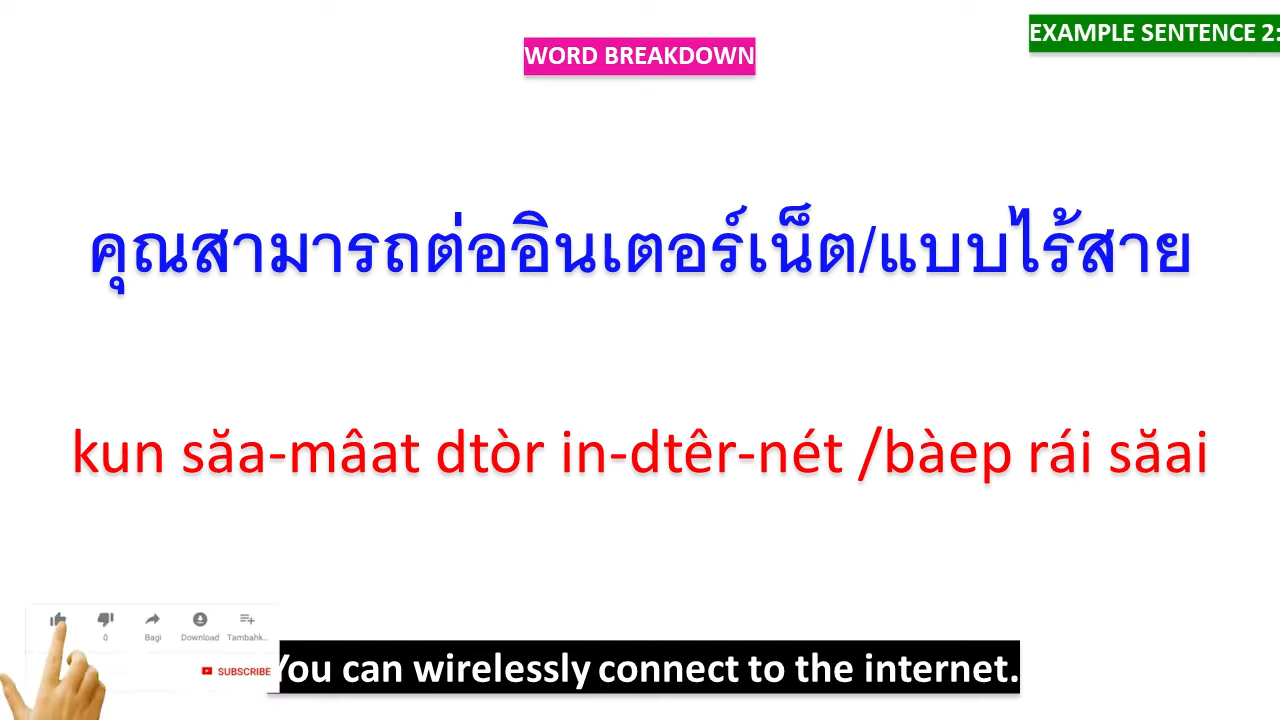 EXAMPLE SENTENCE 2:
WORD BREAKDOWN
คุณสามารถต่ออินเตอร์เน็ต/แบบไร้สาย
kun săa-mâat dtòr in-dtêr-nét /bàep rái săai
0 Bagi Download Tambahk...
SUBSCRIBE
You can wirelessly connect to the internet.